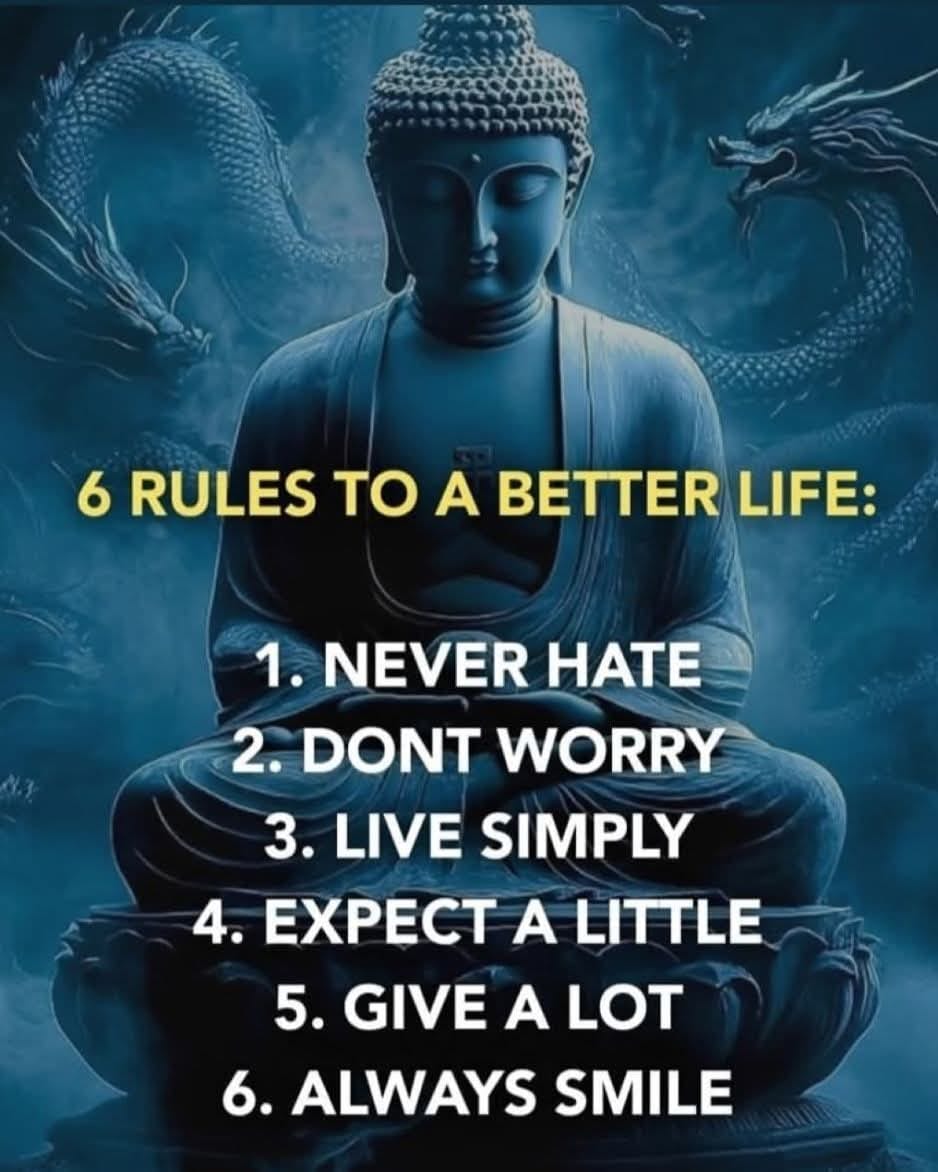 6 RULES TO A BETTER LIFE:
1. NEVER HATE
2. DONT WORRY
3. LIVE SIMPLY
4. EXPECT A LITTLE
5. GIVE A LOT
6. ALWAYS SMILE